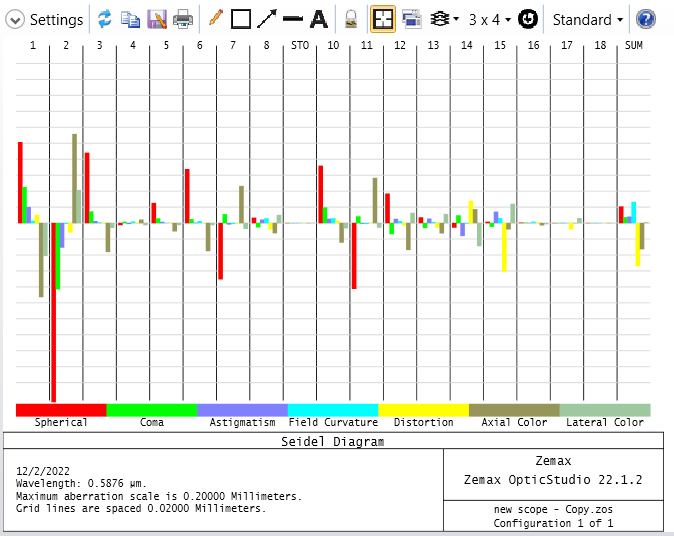 Settings A 3 x 4 Standard
1 2 3 4 5 6 7 8 STO 10 11 12 13 14 15 16 17 18 SUM
Spherical Coma Astigmatism Field Curvature Distortion Axial Color Lateral Color
Seidel Diagram
12/2/2022
Wavelength: 0.5876 µm.
Maximum aberration scale is 0.20000 Millimeters.
Grid lines are spaced 0.02000 Millimeters.
Zemax
Zemax OpticStudio 22.1.2
new scope - Copy.zos
Configuration 1 of 1